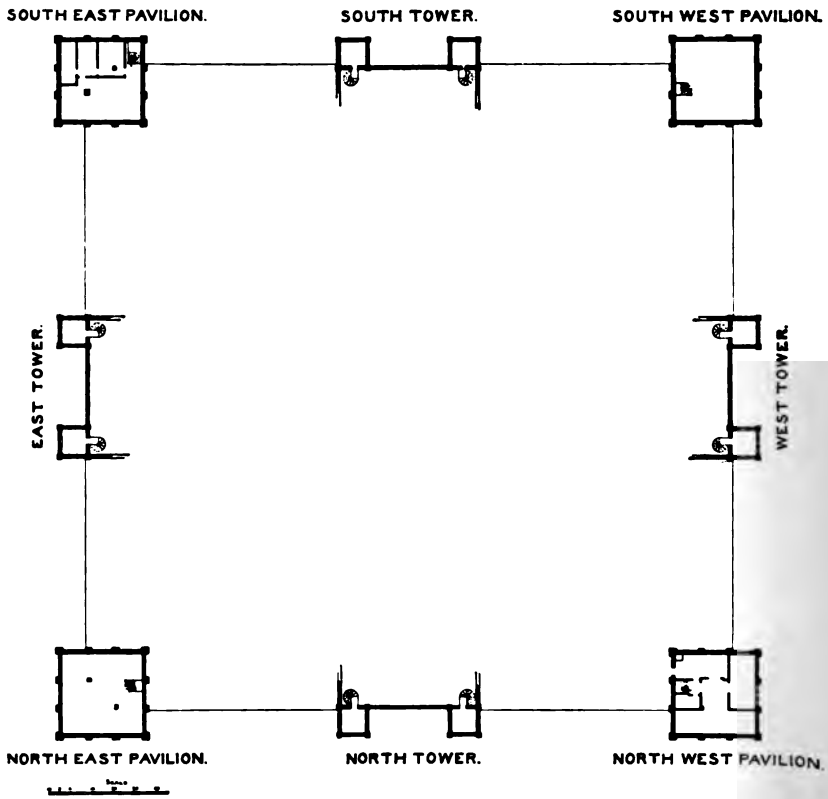 SOUTH EAST PAVILION.
SOUTH TOWER.
SOUTH WEST PAVILION.
EAST TOWER.
WEST TOWER.
NORTH EAST PAVILION.
NORTH TOWER.
NORTH WEST PAVILION.